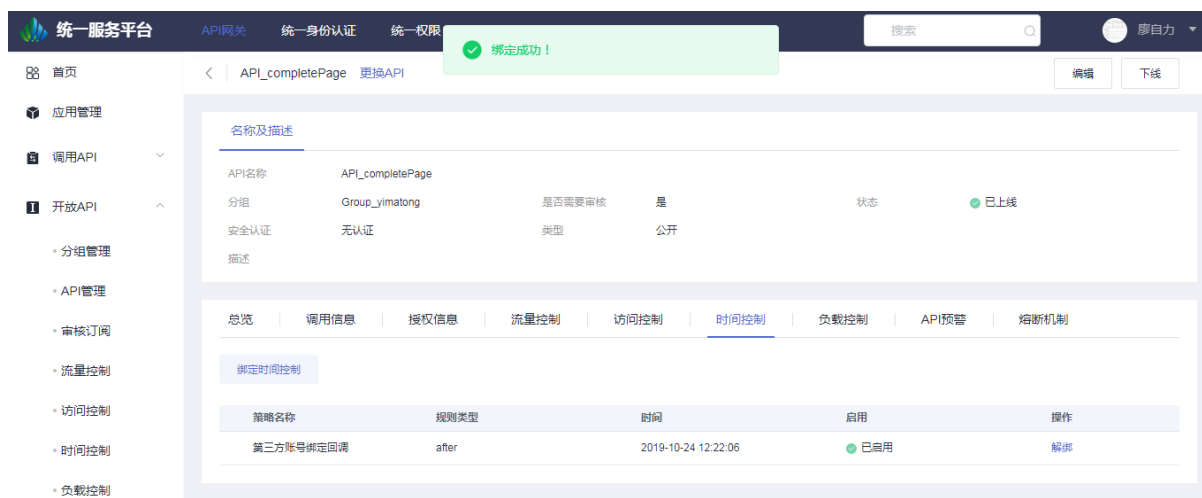 统一服务平台 API网关 统一身份认证 统一权限 搜索 廖自力
绑定成功！
首页
API_completePage 更换API 编辑 下线
应用管理
名称及描述
调用API
API名称 API_completePage
开放API
分组 Group_yimatong 是否需要审核 是 状态 已上线
安全认证 无认证 类型 公开
分组管理
描述
API管理
总览 调用信息 授权信息 流量控制 访问控制 时间控制 负载控制 API预警 熔断机制
审核订阅
流量控制
绑定时间控制
访问控制
策略名称 规则类型 时间 启用 操作
时间控制
第三方账号绑定回调 after 2019-10-24 12:22:06 已启用 解绑
负载控制